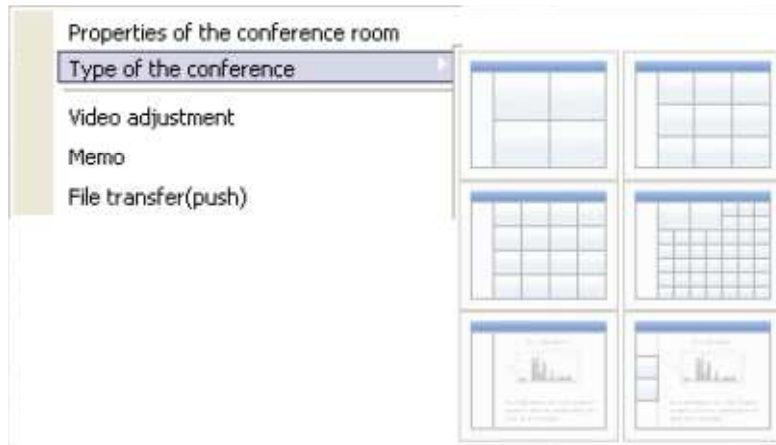 Properties of the conference room
Type of the conference
Video adjustment
Memo
File transfer(push)